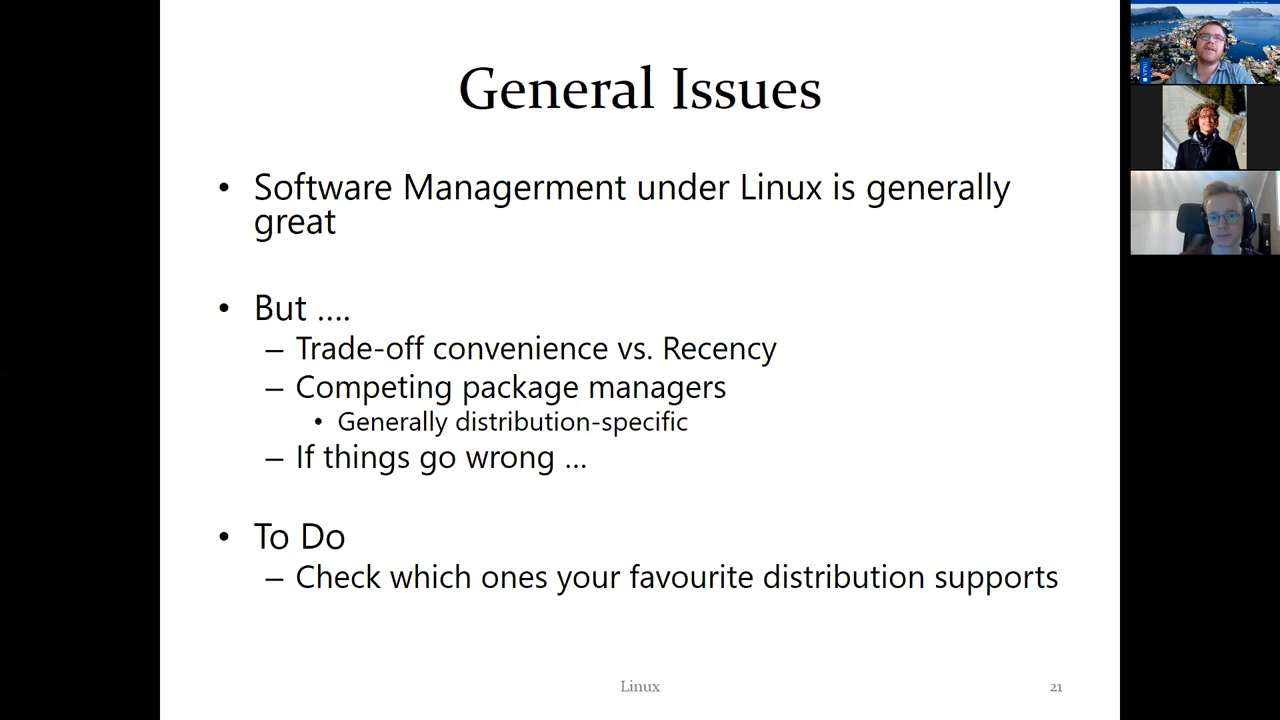 General Issues
• Software Managerment under Linux is generally
great
• But ....
– Trade-off convenience vs. Recency
– Competing package managers
• Generally distribution-specific
– If things go wrong ...
• To Do
– Check which ones your favourite distribution supports
Linux
21
NTNU